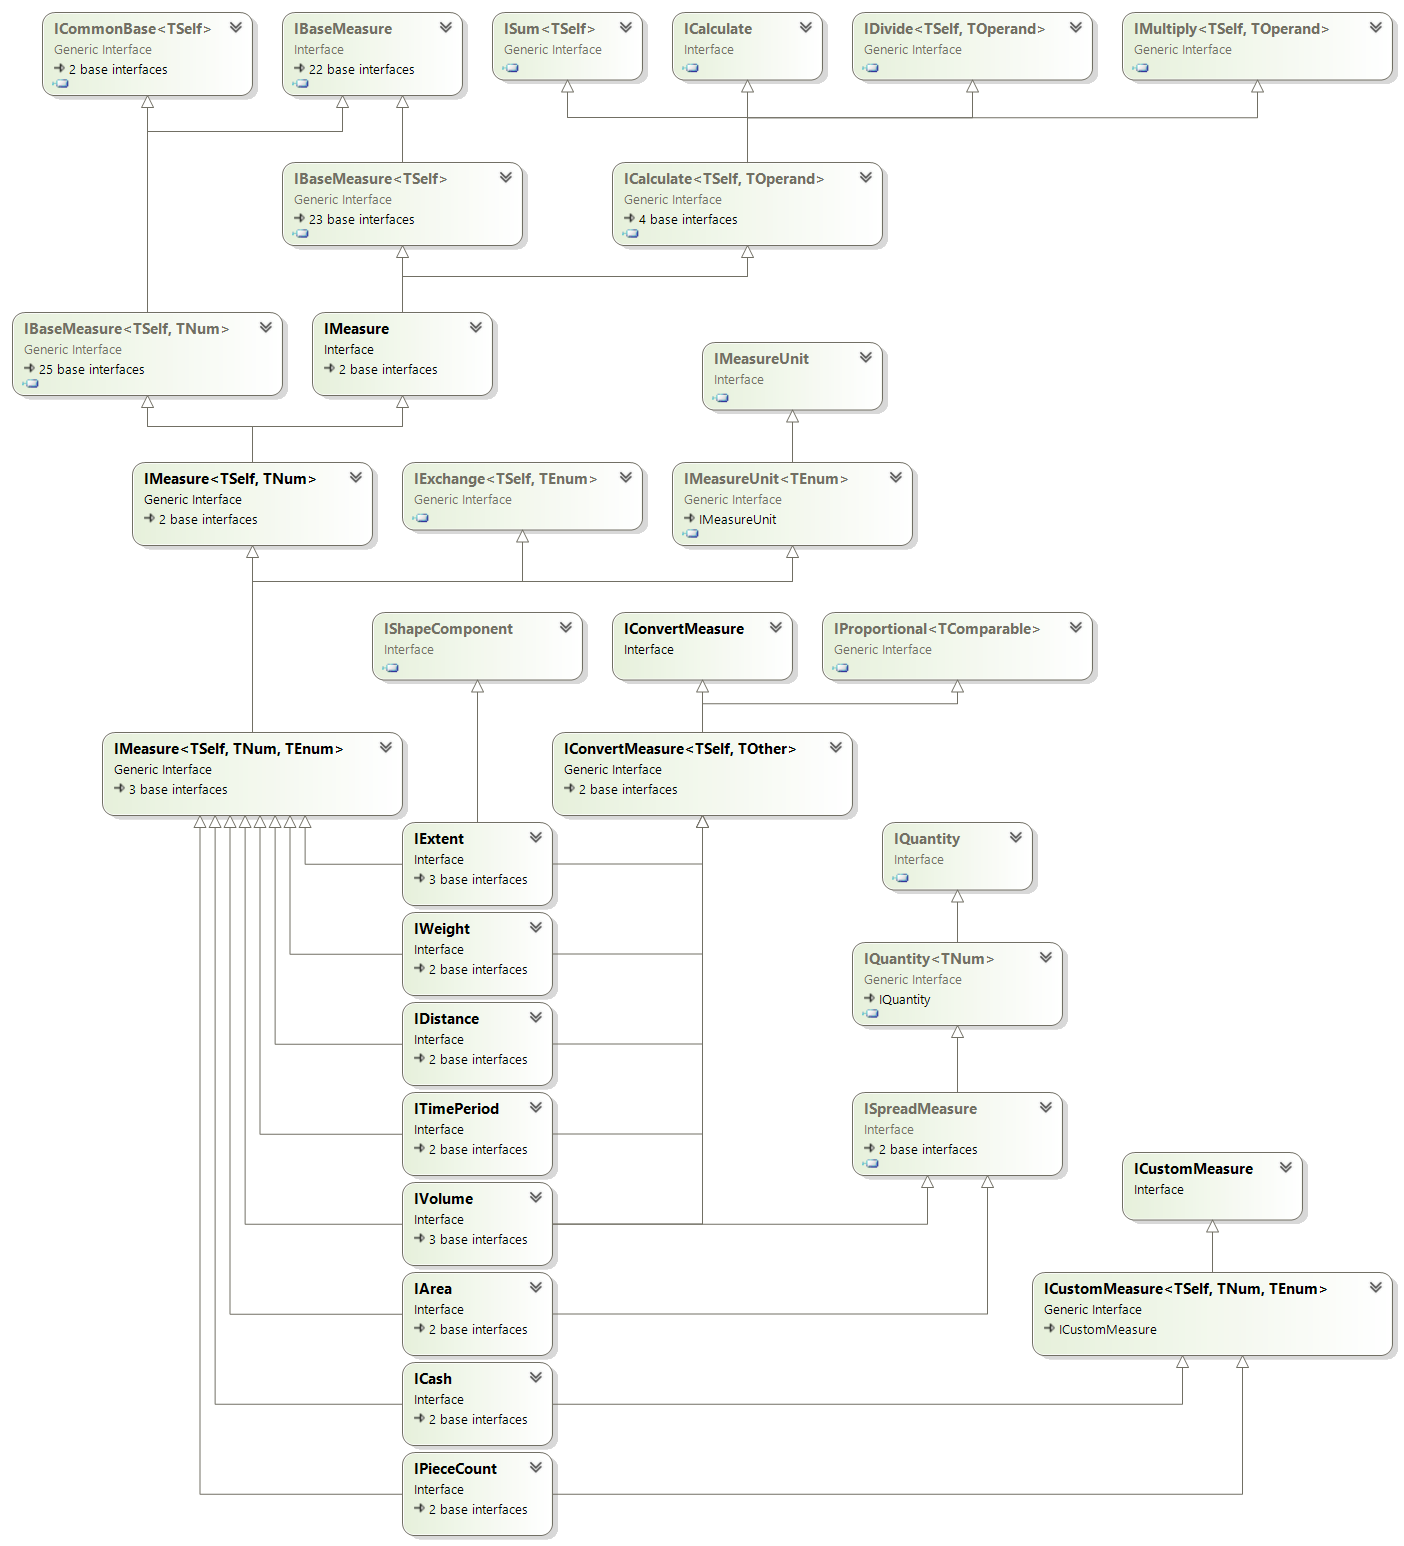 ICommonBase<TSelf>
Generic Interface
2 base interfaces
IBaseMeasure
Interface
22 base interfaces
ISum<TSelf>
Generic Interface
ICalculate
Interface
IDivide<TSelf, TOperand>
Generic Interface
IMultiply<TSelf, TOperand>
Generic Interface
IBaseMeasure<TSelf>
Generic Interface
23 base interfaces
ICalculate<TSelf, TOperand>
Generic Interface
4 base interfaces
IBaseMeasure<TSelf, TNum>
Generic Interface
25 base interfaces
IMeasure
Interface
2 base interfaces
IMeasureUnit
Interface
IMeasure<TSelf, TNum>
Generic Interface
2 base interfaces
IExchange<TSelf, TEnum>
Generic Interface
IMeasureUnit<TEnum>
Generic Interface
IMeasureUnit
IShapeComponent
Interface
IConvertMeasure
Interface
IProportional<TComparable>
Generic Interface
IMeasure<TSelf, TNum, TEnum>
Generic Interface
3 base interfaces
IConvertMeasure<TSelf, TOther>
Generic Interface
2 base interfaces
IExtent
Interface
3 base interfaces
IQuantity
Interface
IWeight
Interface
2 base interfaces
IQuantity<TNum>
Generic Interface
IQuantity
IDistance
Interface
2 base interfaces
ITimePeriod
Interface
2 base interfaces
ISpreadMeasure
Interface
2 base interfaces
ICustomMeasure
Interface
IVolume
Interface
3 base interfaces
IArea
Interface
2 base interfaces
ICustomMeasure<TSelf, TNum, TEnum>
Generic Interface
ICustomMeasure
ICash
Interface
2 base interfaces
IPieceCount
Interface
2 base interfaces